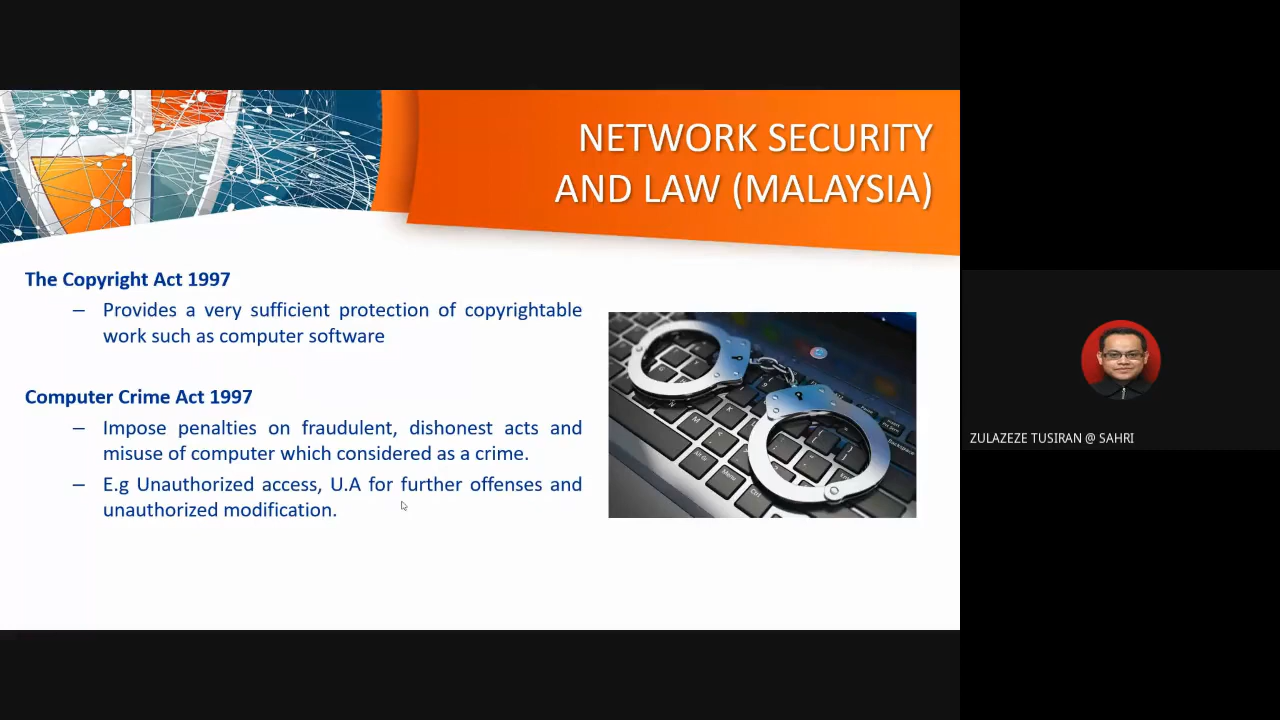 NETWORK SECURITY
AND LAW (MALAYSIA)
The Copyright Act 1997
– Provides a very sufficient protection of copyrightable
work such as computer software
Computer Crime Act 1997
– Impose penalties on fraudulent, dishonest acts and
misuse of computer which considered as a crime.
– E.g Unauthorized access, U.A for further offenses and
unauthorized modification.
ZULAZEZE TUSIRAN @ SAHRI